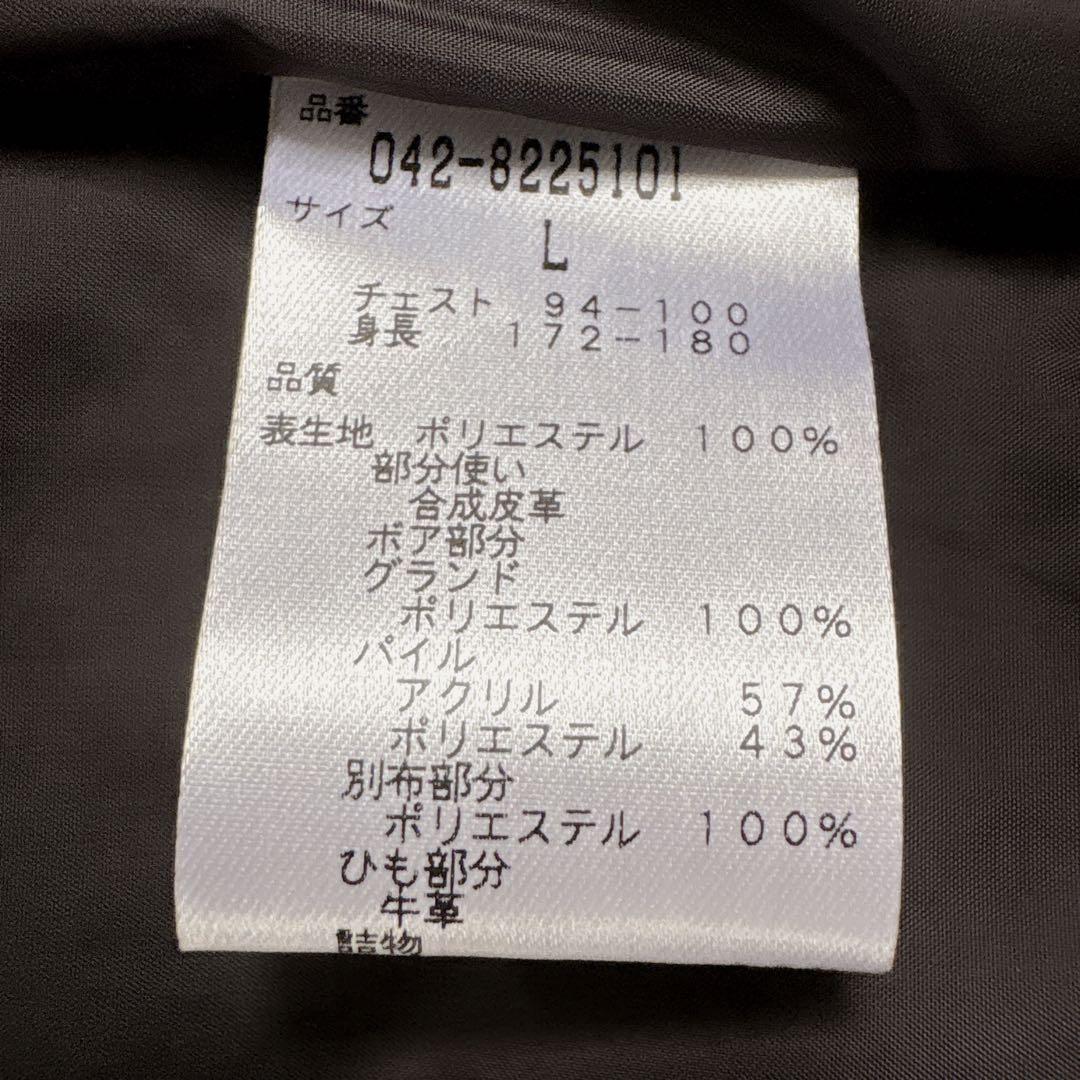 品番
042-8225101
サイズ
L
チェスト 94-100
身長 172-180
品質
表生地 ポリエステル 100%
部分使い
合成皮革
ボア部分
グランド
ポリエステル 100%
パイル
アクリル 57%
ポリエステル 43%
別布部分
ポリエステル 100%
ひも部分
牛革
詰物